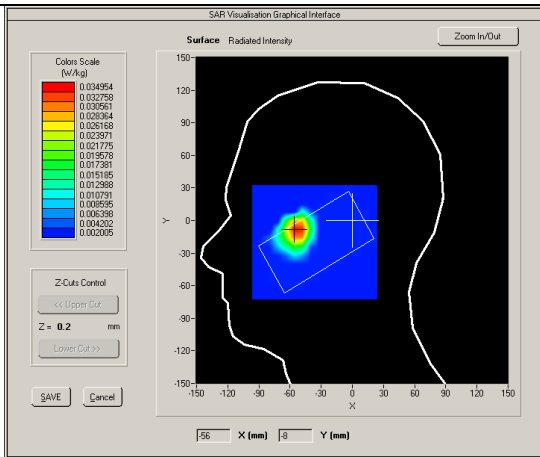 SAR Visualisation Graphical Interface
Surface Radiated Intensity
Zoom In/Out
Colors Scale
(W/kg)
0.034954
0.032758
0.030561
0.028364
0.026168
0.023971
0.021775
0.019578
0.017381
0.015185
0.012988
0.010791
0.008595
0.006398
0.004202
0.002005
Z-Cuts Control
<< Upper Cut
Z = 0.2 mm
Lower Cut >>
SAVE
Cancel
150
120
90
60
30
0
-30
-60
-90
-120
-150
Y
-150 -120 -90 -60 -30 0 30 60 90 120 150
X
-56 X (mm) -8 Y (mm)